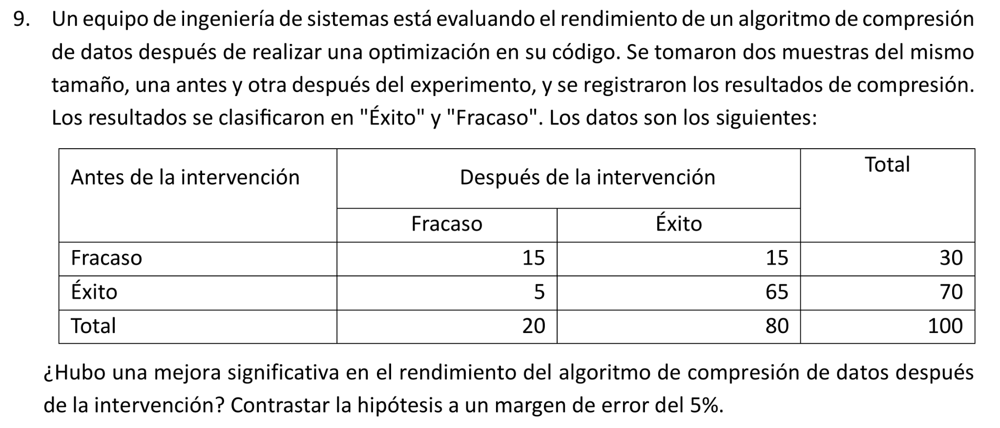 9. Un equipo de ingeniería de sistemas está evaluando el rendimiento de un algoritmo de compresión
de datos después de realizar una optimización en su código. Se tomaron dos muestras del mismo
tamaño, una antes y otra después del experimento, y se registraron los resultados de compresión.
Los resultados se clasificaron en "Éxito" y "Fracaso". Los datos son los siguientes:
Antes de la intervención Después de la intervención Total
Fracaso Éxito
Fracaso 15 15 30
Éxito 5 65 70
Total 20 80 100
¿Hubo una mejora significativa en el rendimiento del algoritmo de compresión de datos después
de la intervención? Contrastar la hipótesis a un margen de error del 5%.